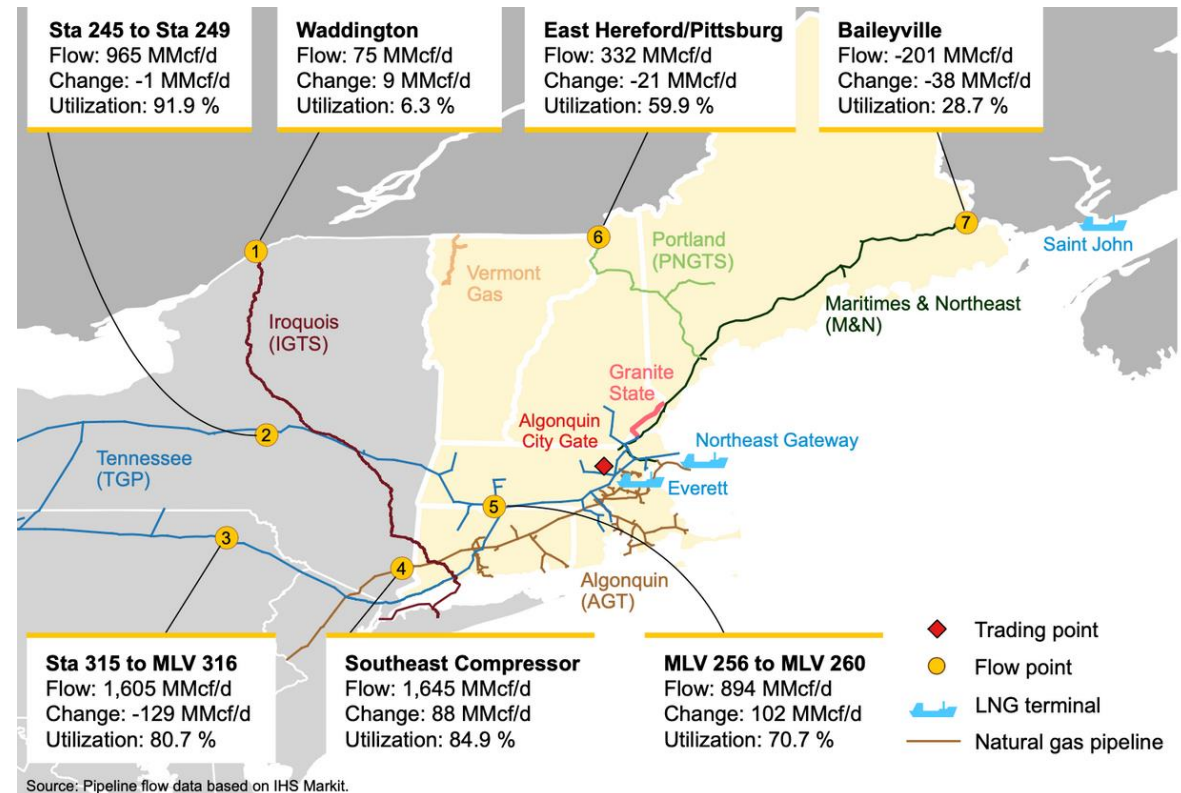 Sta 245 to Sta 249
Flow: 965 MMcf/d
Change: -1 MMcf/d
Utilization: 91.9 %
Waddington
Flow: 75 MMcf/d
Change: 9 MMcf/d
Utilization: 6.3 %
East Hereford/Pittsburg
Flow: 332 MMcf/d
Change: -21 MMcf/d
Utilization: 59.9 %
Baileyville
Flow: -201 MMcf/d
Change: -38 MMcf/d
Utilization: 28.7 %
1
6
7
Saint John
Portland
(PNGTS)
Vermont
Gas
Maritimes & Northeast
(M&N)
Iroquois
(IGTS)
Granite
State
Algonquin
City Gate
2
Northeast Gateway
Tennessee
(TGP)
Everett
5
3
4
Algonquin
(AGT)
Sta 315 to MLV 316
Flow: 1,605 MMcf/d
Change: -129 MMcf/d
Utilization: 80.7 %
Southeast Compressor
Flow: 1,645 MMcf/d
Change: 88 MMcf/d
Utilization: 84.9 %
MLV 256 to MLV 260
Flow: 894 MMcf/d
Change: 102 MMcf/d
Utilization: 70.7 %
Trading point
Flow point
LNG terminal
Natural gas pipeline
Source: Pipeline flow data based on IHS Markit.